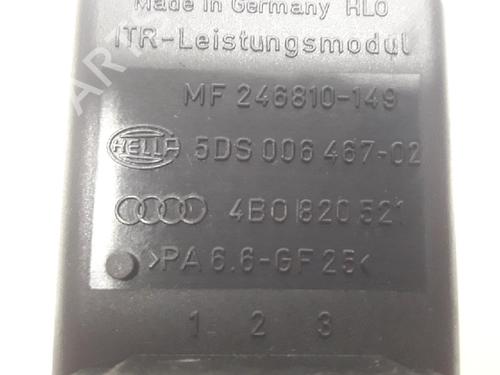 Made in Germany HLO
ITR-Leistungsmodul
MF 246810-149
HELLA 5DS 006 467-02
4B0 820 521
>PA 6.6-GF 25<
1 2 3